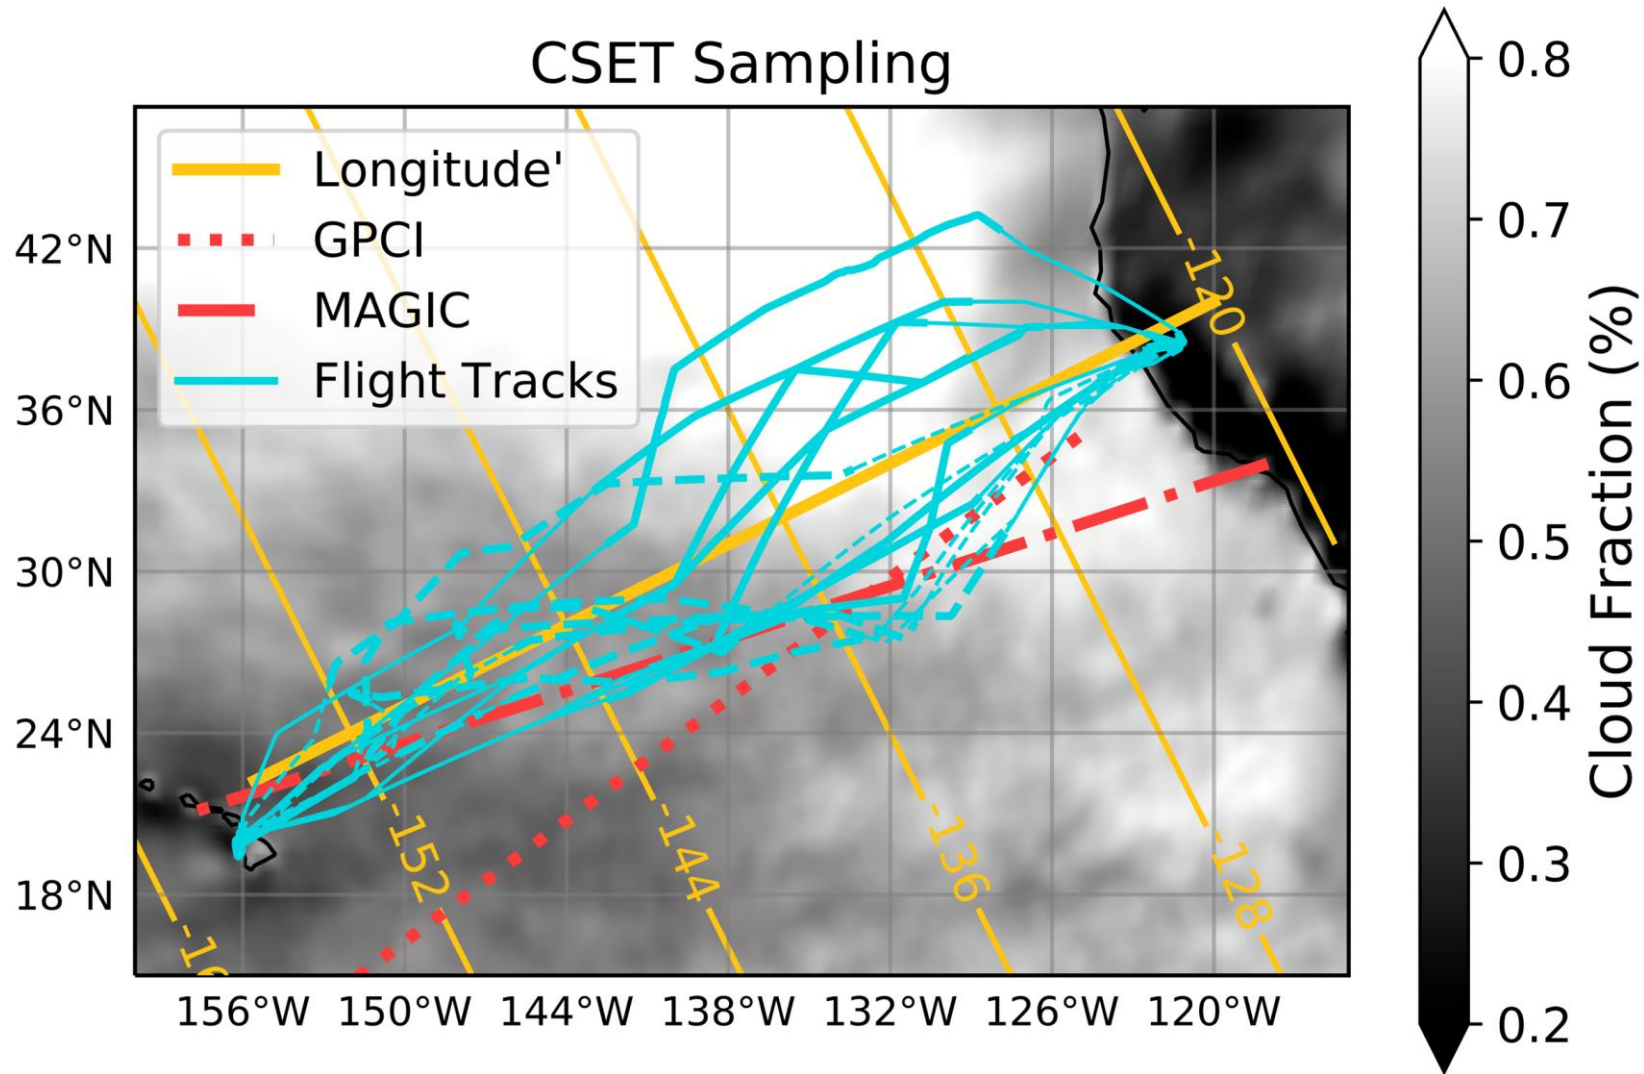 CSET Sampling
Longitude'
GPCI
MAGIC
Flight Tracks
42°N
36°N
30°N
24°N
18°N
156°W 150°W 144°W 138°W 132°W 126°W 120°W
-120
-152
-144
-136
-128
-16
0.8
0.7
0.6
0.5
0.4
0.3
0.2
Cloud Fraction (%)